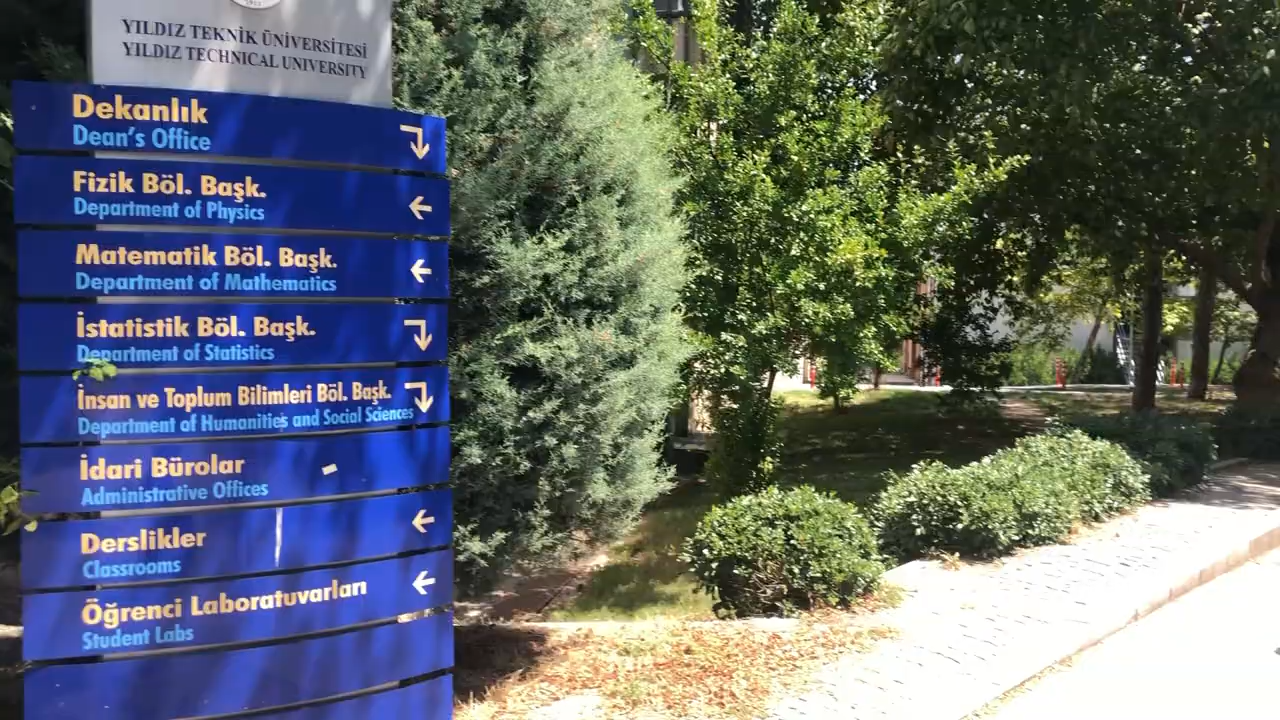 YILDIZ TEKNİK ÜNİVERSİTESİ
YILDIZ TECHNICAL UNIVERSITY
Dekanlık
Dean's Office
Fizik Böl. Başk.
Department of Physics
Matematik Böl. Başk.
Department of Mathematics
İstatistik Böl. Başk.
Department of Statistics
İnsan ve Toplum Bilimleri Böl. Başk.
Department of Humanities and Social Sciences
İdari Bürolar
Administrative Offices
Derslikler
Classrooms
Öğrenci Laboratuvarları
Student Labs